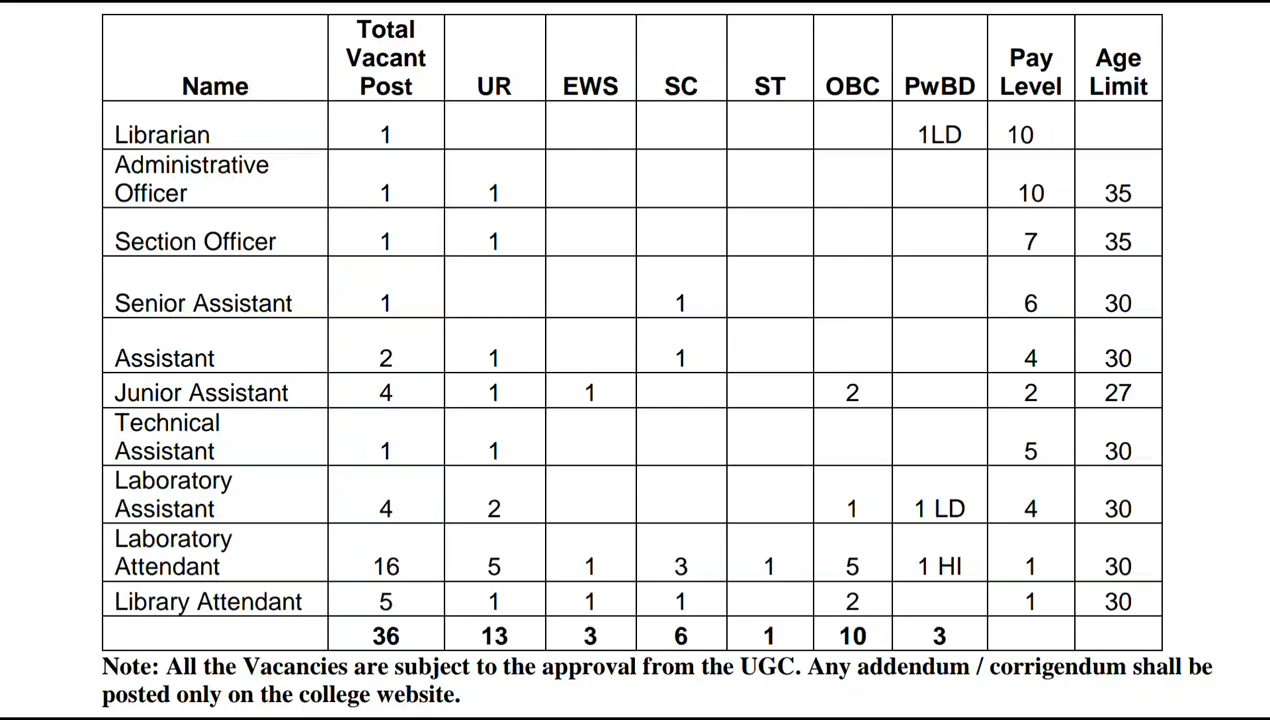 Name Total Vacant Post UR EWS SC ST OBC PwBD Pay Level Age Limit
Librarian 1 1LD 10
Administrative Officer 1 1 10 35
Section Officer 1 1 7 35
Senior Assistant 1 1 6 30
Assistant 2 1 1 4 30
Junior Assistant 4 1 1 2 2 27
Technical Assistant 1 1 5 30
Laboratory Assistant 4 2 1 1 LD 4 30
Laboratory Attendant 16 5 1 3 1 5 1 HI 1 30
Library Attendant 5 1 1 1 2 1 30
36 13 3 6 1 10 3
Note: All the Vacancies are subject to the approval from the UGC. Any addendum / corrigendum shall be
posted only on the college website.